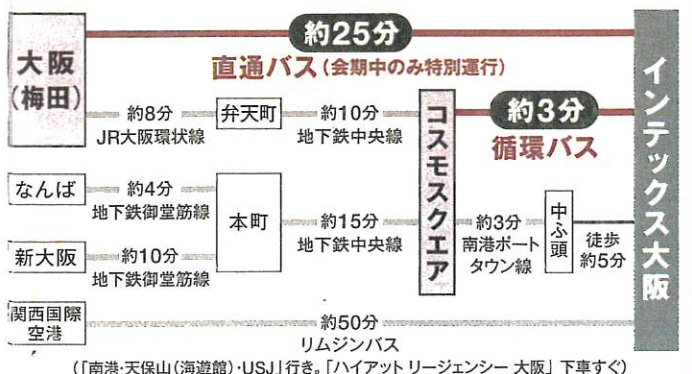 大阪
(梅田)
約25分
直通バス(会期中のみ特別運行)
約8分
JR大阪環状線
弁天町
約10分
地下鉄中央線
コスモスクエア
約3分
循環バス
インテックス大阪
なんば
約4分
地下鉄御堂筋線
本町
約15分
地下鉄中央線
約3分
南港ポート
タウン線
中ふ頭
徒歩
約5分
新大阪
約10分
地下鉄御堂筋線
関西国際
空港
約50分
リムジンバス
(「南港・天保山(海遊館)・USJ」行き。「ハイアット リージェンシー 大阪」下車すぐ)